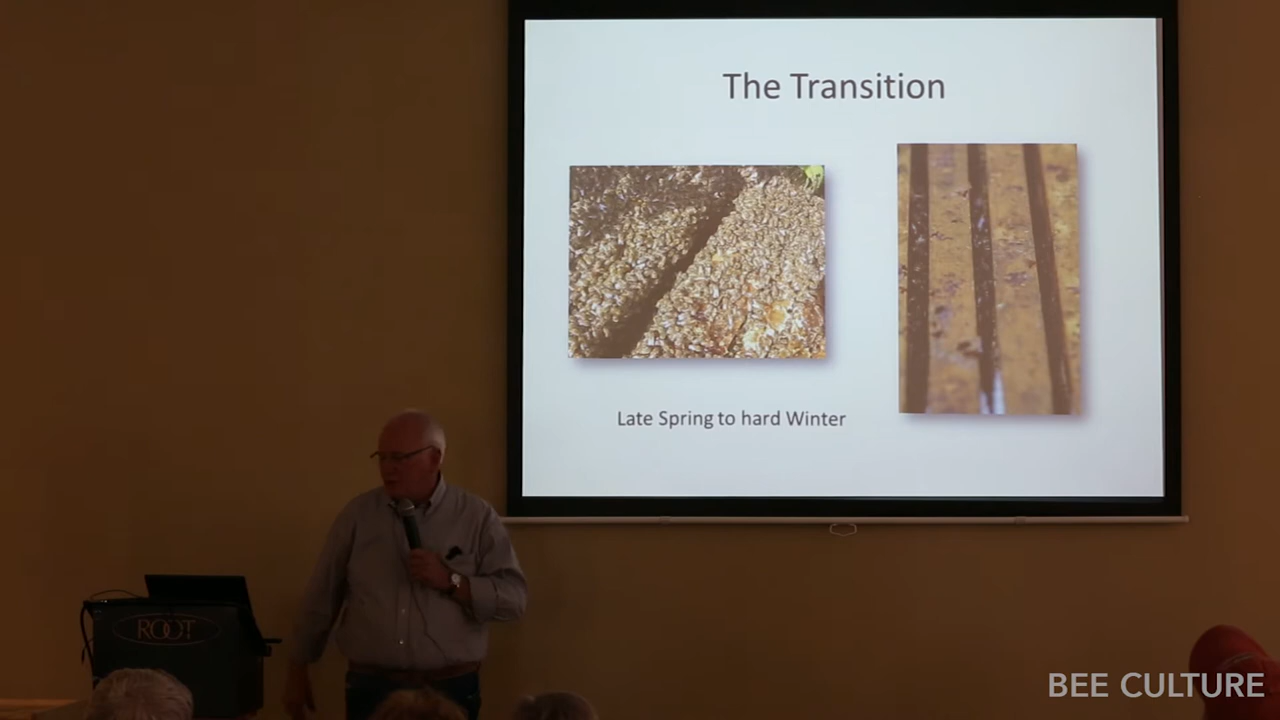 The Transition
Late Spring to hard Winter
ROOT
BEE CULTURE